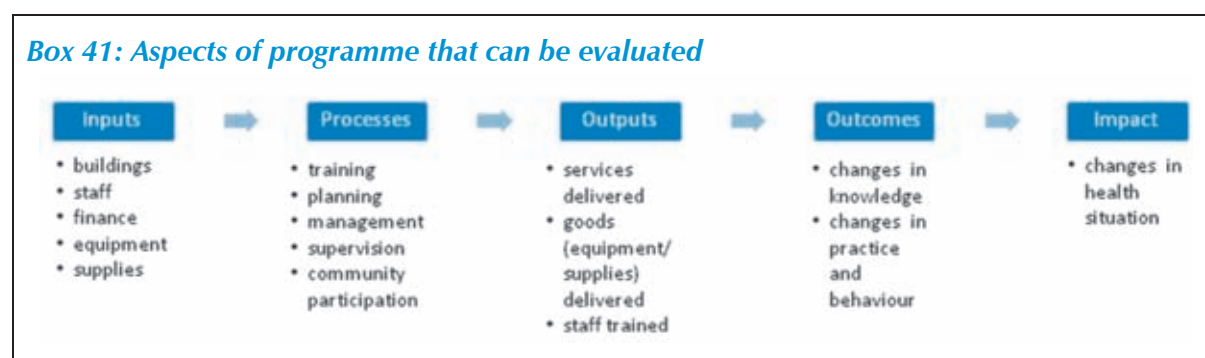 Box 41: Aspects of programme that can be evaluated
Inputs
• buildings
• staff
• finance
• equipment
• supplies
Processes
• training
• planning
• management
• supervision
• community
participation
Outputs
• services
delivered
• goods
(equipment/
supplies)
delivered
• staff trained
Outcomes
• changes in
knowledge
• changes in
practice
and
behaviour
Impact
• changes in
health
situation